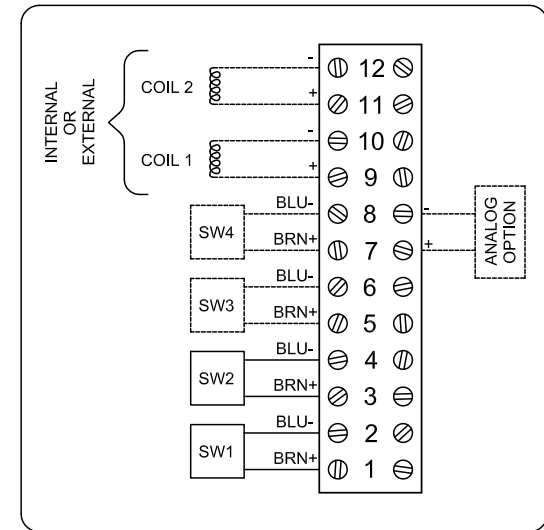 INTERNAL
OR
EXTERNAL
COIL 2
-
+
COIL 1
-
+
SW4
BLU-
BRN+
SW3
BLU-
BRN+
SW2
BLU-
BRN+
SW1
BLU-
BRN+
12
11
10
9
8
7
6
5
4
3
2
1
-
+
ANALOG
OPTION